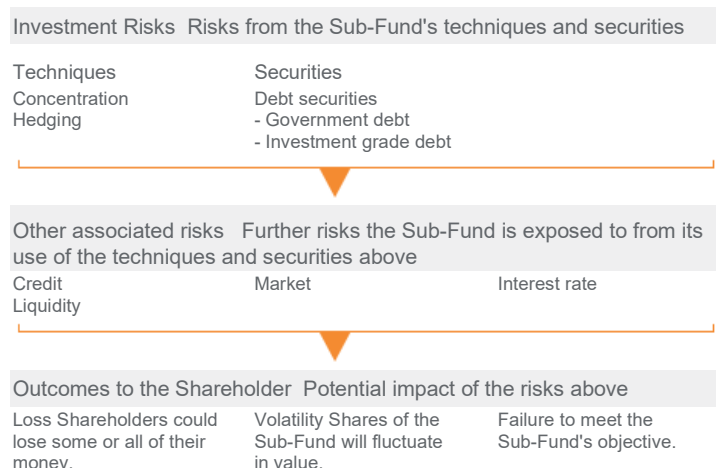 Investment Risks Risks from the Sub-Fund's techniques and securities
Techniques
Concentration
Hedging
Securities
Debt securities
- Government debt
- Investment grade debt
Other associated risks Further risks the Sub-Fund is exposed to from its
use of the techniques and securities above
Credit
Liquidity
Market
Interest rate
Outcomes to the Shareholder Potential impact of the risks above
Loss Shareholders could
lose some or all of their
money.
Volatility Shares of the
Sub-Fund will fluctuate
in value.
Failure to meet the
Sub-Fund's objective.